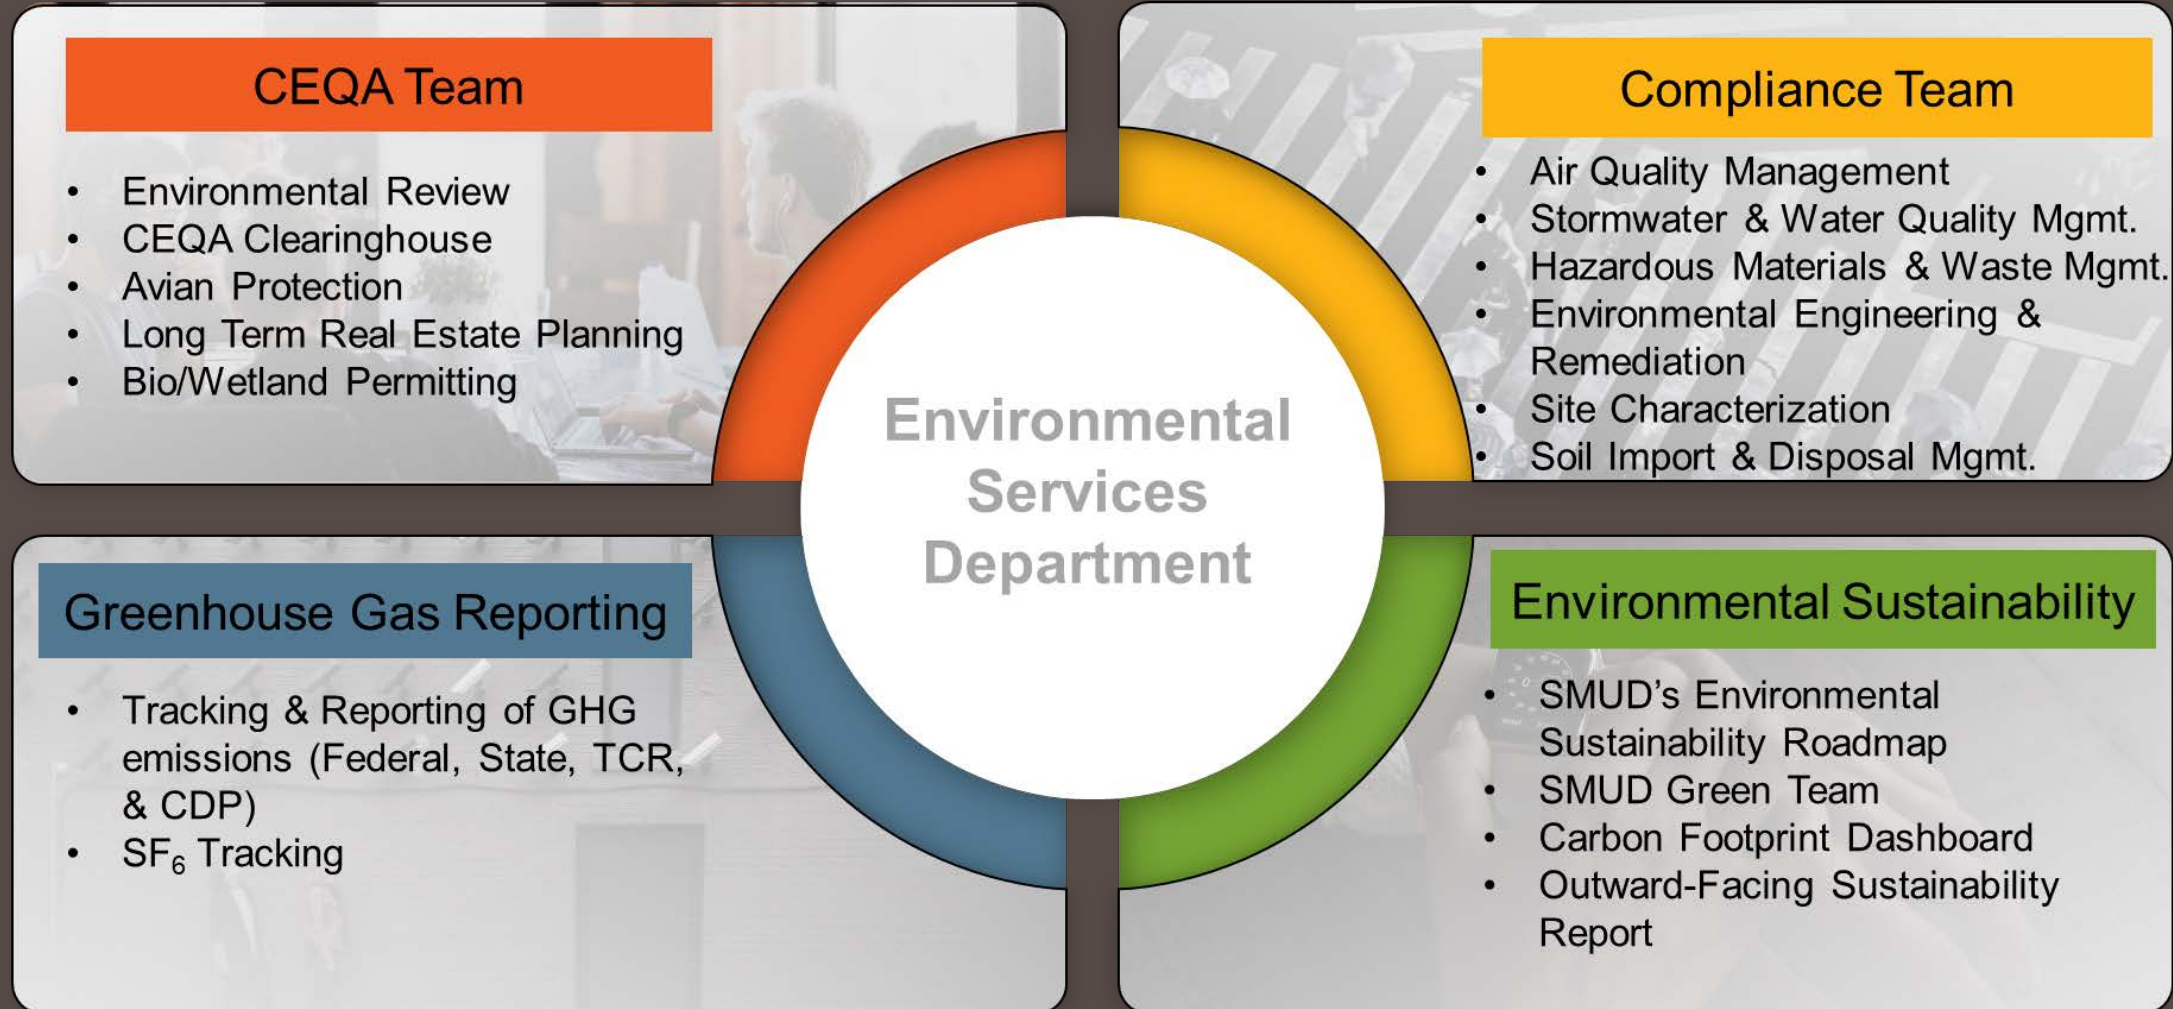 CEQA Team
• Environmental Review
• CEQA Clearinghouse
• Avian Protection
• Long Term Real Estate Planning
• Bio/Wetland Permitting
Compliance Team
• Air Quality Management
• Stormwater & Water Quality Mgmt.
• Hazardous Materials & Waste Mgmt.
• Environmental Engineering &
Remediation
• Site Characterization
• Soil Import & Disposal Mgmt.
Environmental
Services
Department
Greenhouse Gas Reporting
• Tracking & Reporting of GHG
emissions (Federal, State, TCR,
& CDP)
• SF₆ Tracking
Environmental Sustainability
• SMUD’s Environmental
Sustainability Roadmap
• SMUD Green Team
• Carbon Footprint Dashboard
• Outward-Facing Sustainability
Report